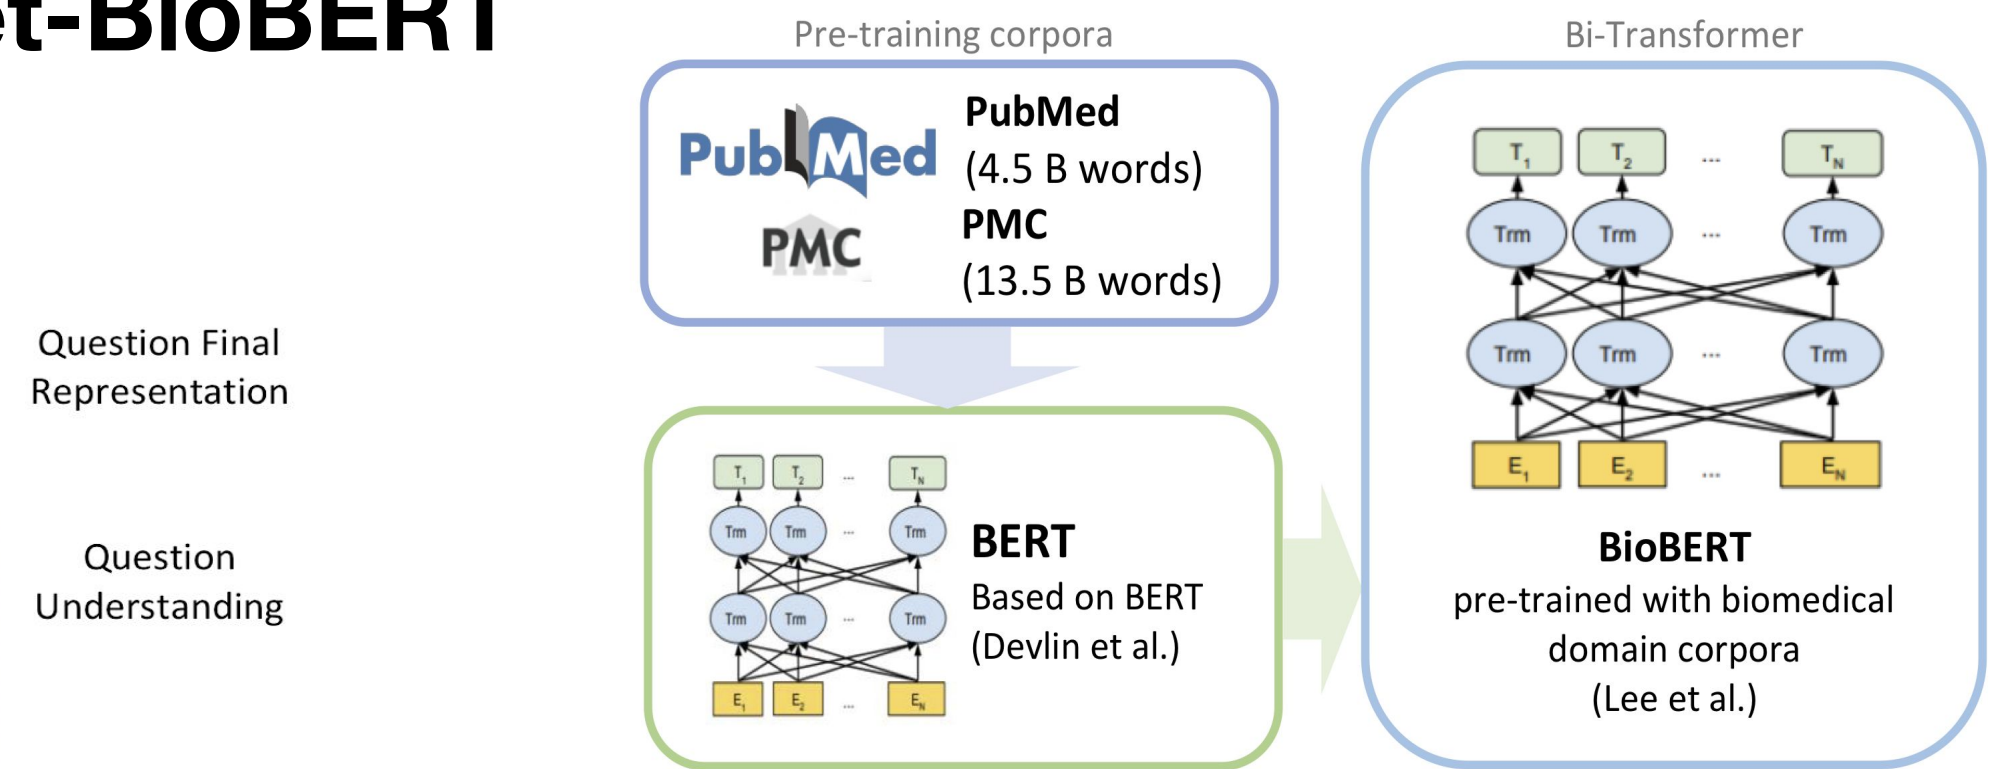 et-BioBERT
Pre-training corpora
Bi-Transformer
PubMed
PubMed
(4.5 B words)
PMC
PMC
(13.5 B words)
Question Final
Representation
Question
Understanding
T1 T2 ... TN
Trm Trm ... Trm
Trm Trm ... Trm
E1 E2 ... EN
BERT
Based on BERT
(Devlin et al.)
T1 T2 ... TN
Trm Trm ... Trm
Trm Trm ... Trm
E1 E2 ... EN
BioBERT
pre-trained with biomedical
domain corpora
(Lee et al.)